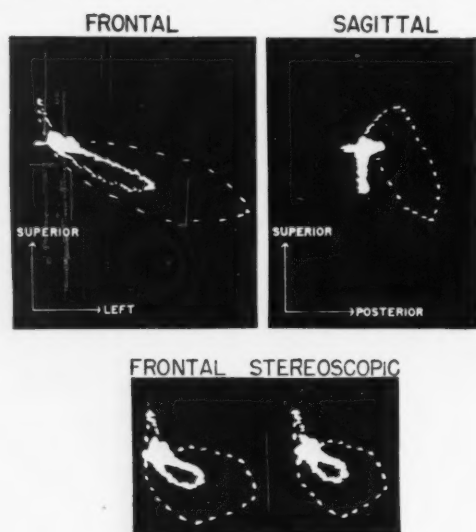 FRONTAL
SAGITTAL
SUPERIOR
LEFT
SUPERIOR
POSTERIOR
FRONTAL STEREOSCOPIC